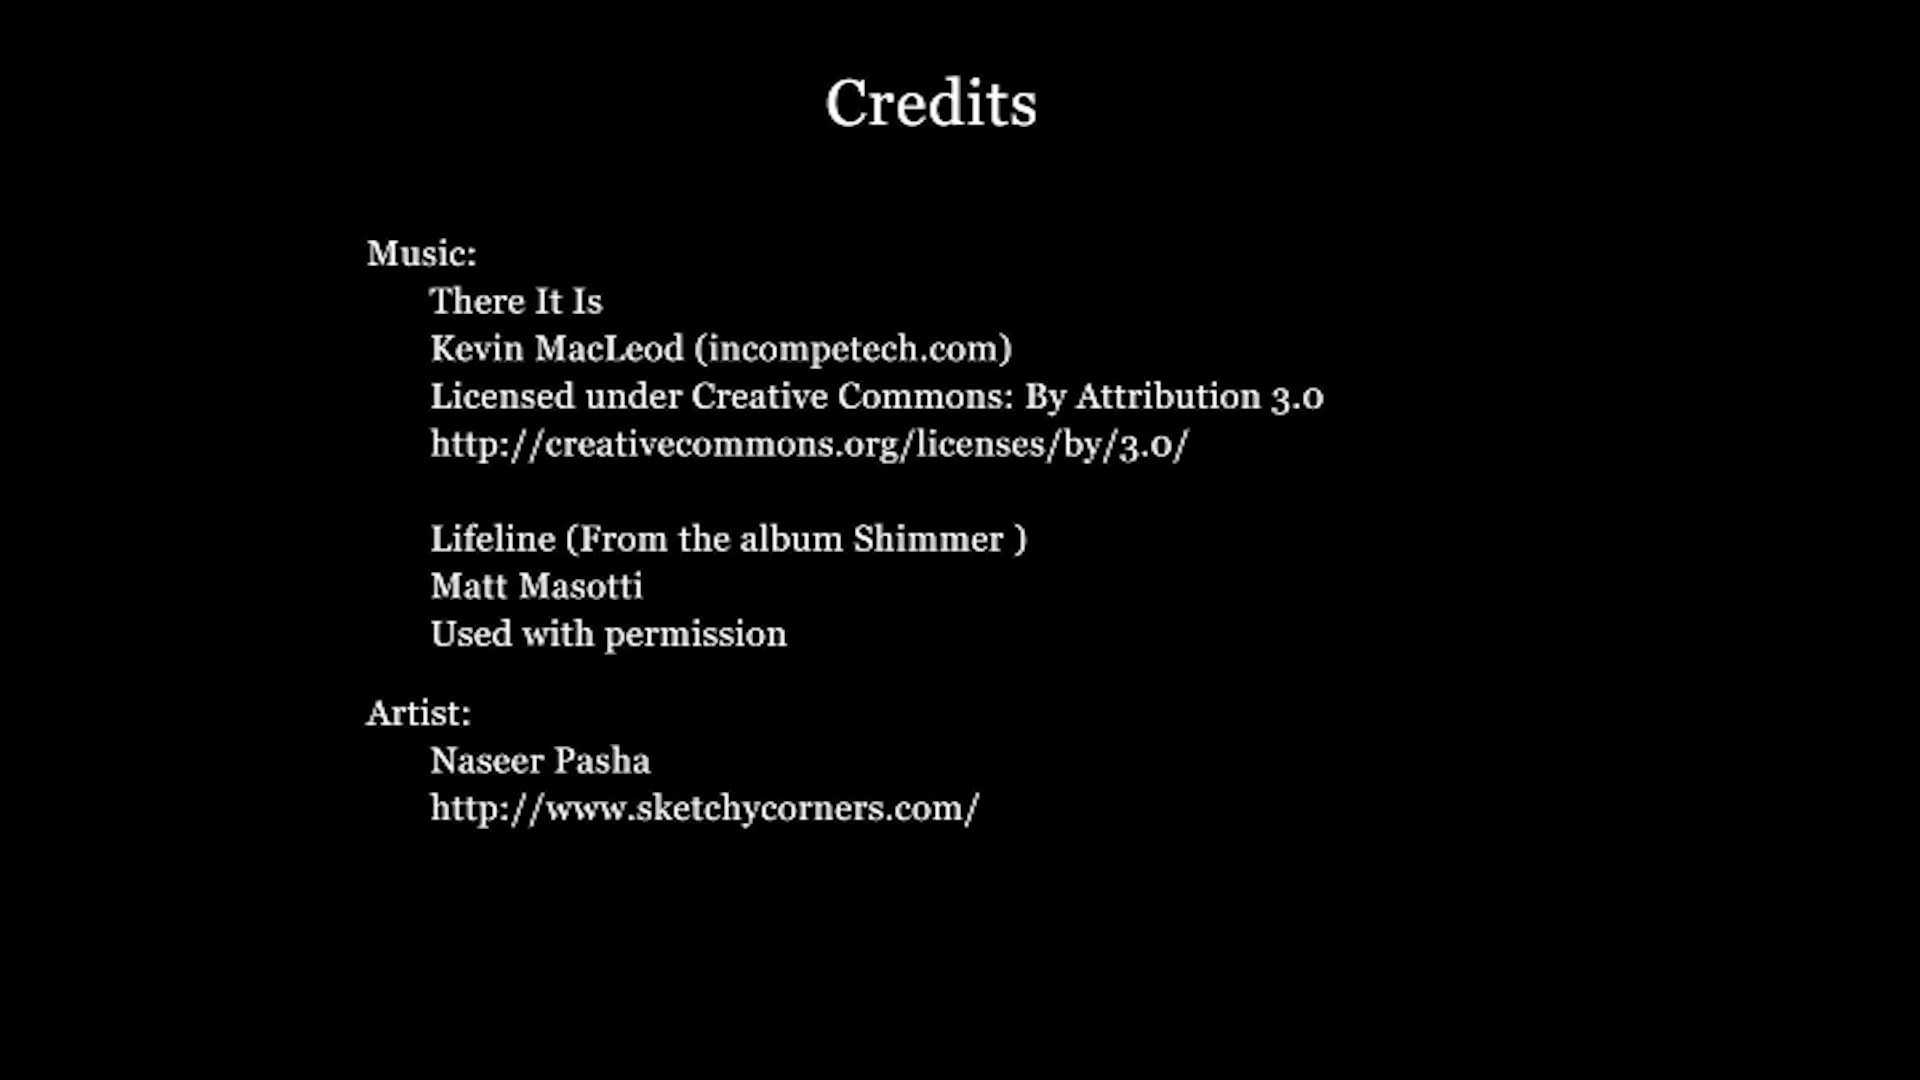 Credits
Music:
There It Is
Kevin MacLeod (incompetech.com)
Licensed under Creative Commons: By Attribution 3.0
http://creativecommons.org/licenses/by/3.0/
Lifeline (From the album Shimmer )
Matt Masotti
Used with permission
Artist:
Naseer Pasha
http://www.sketchycorners.com/